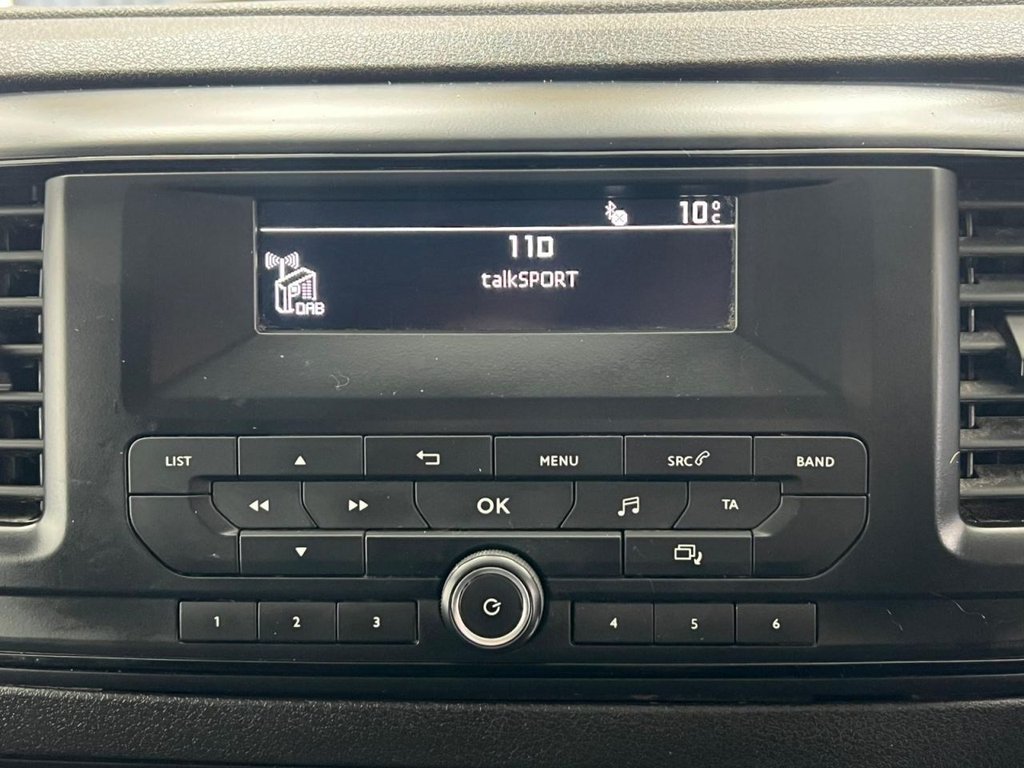 10°C
11D
talkSPORT
DAB
LIST MENU SRC BAND
OK TA
1 2 3 4 5 6